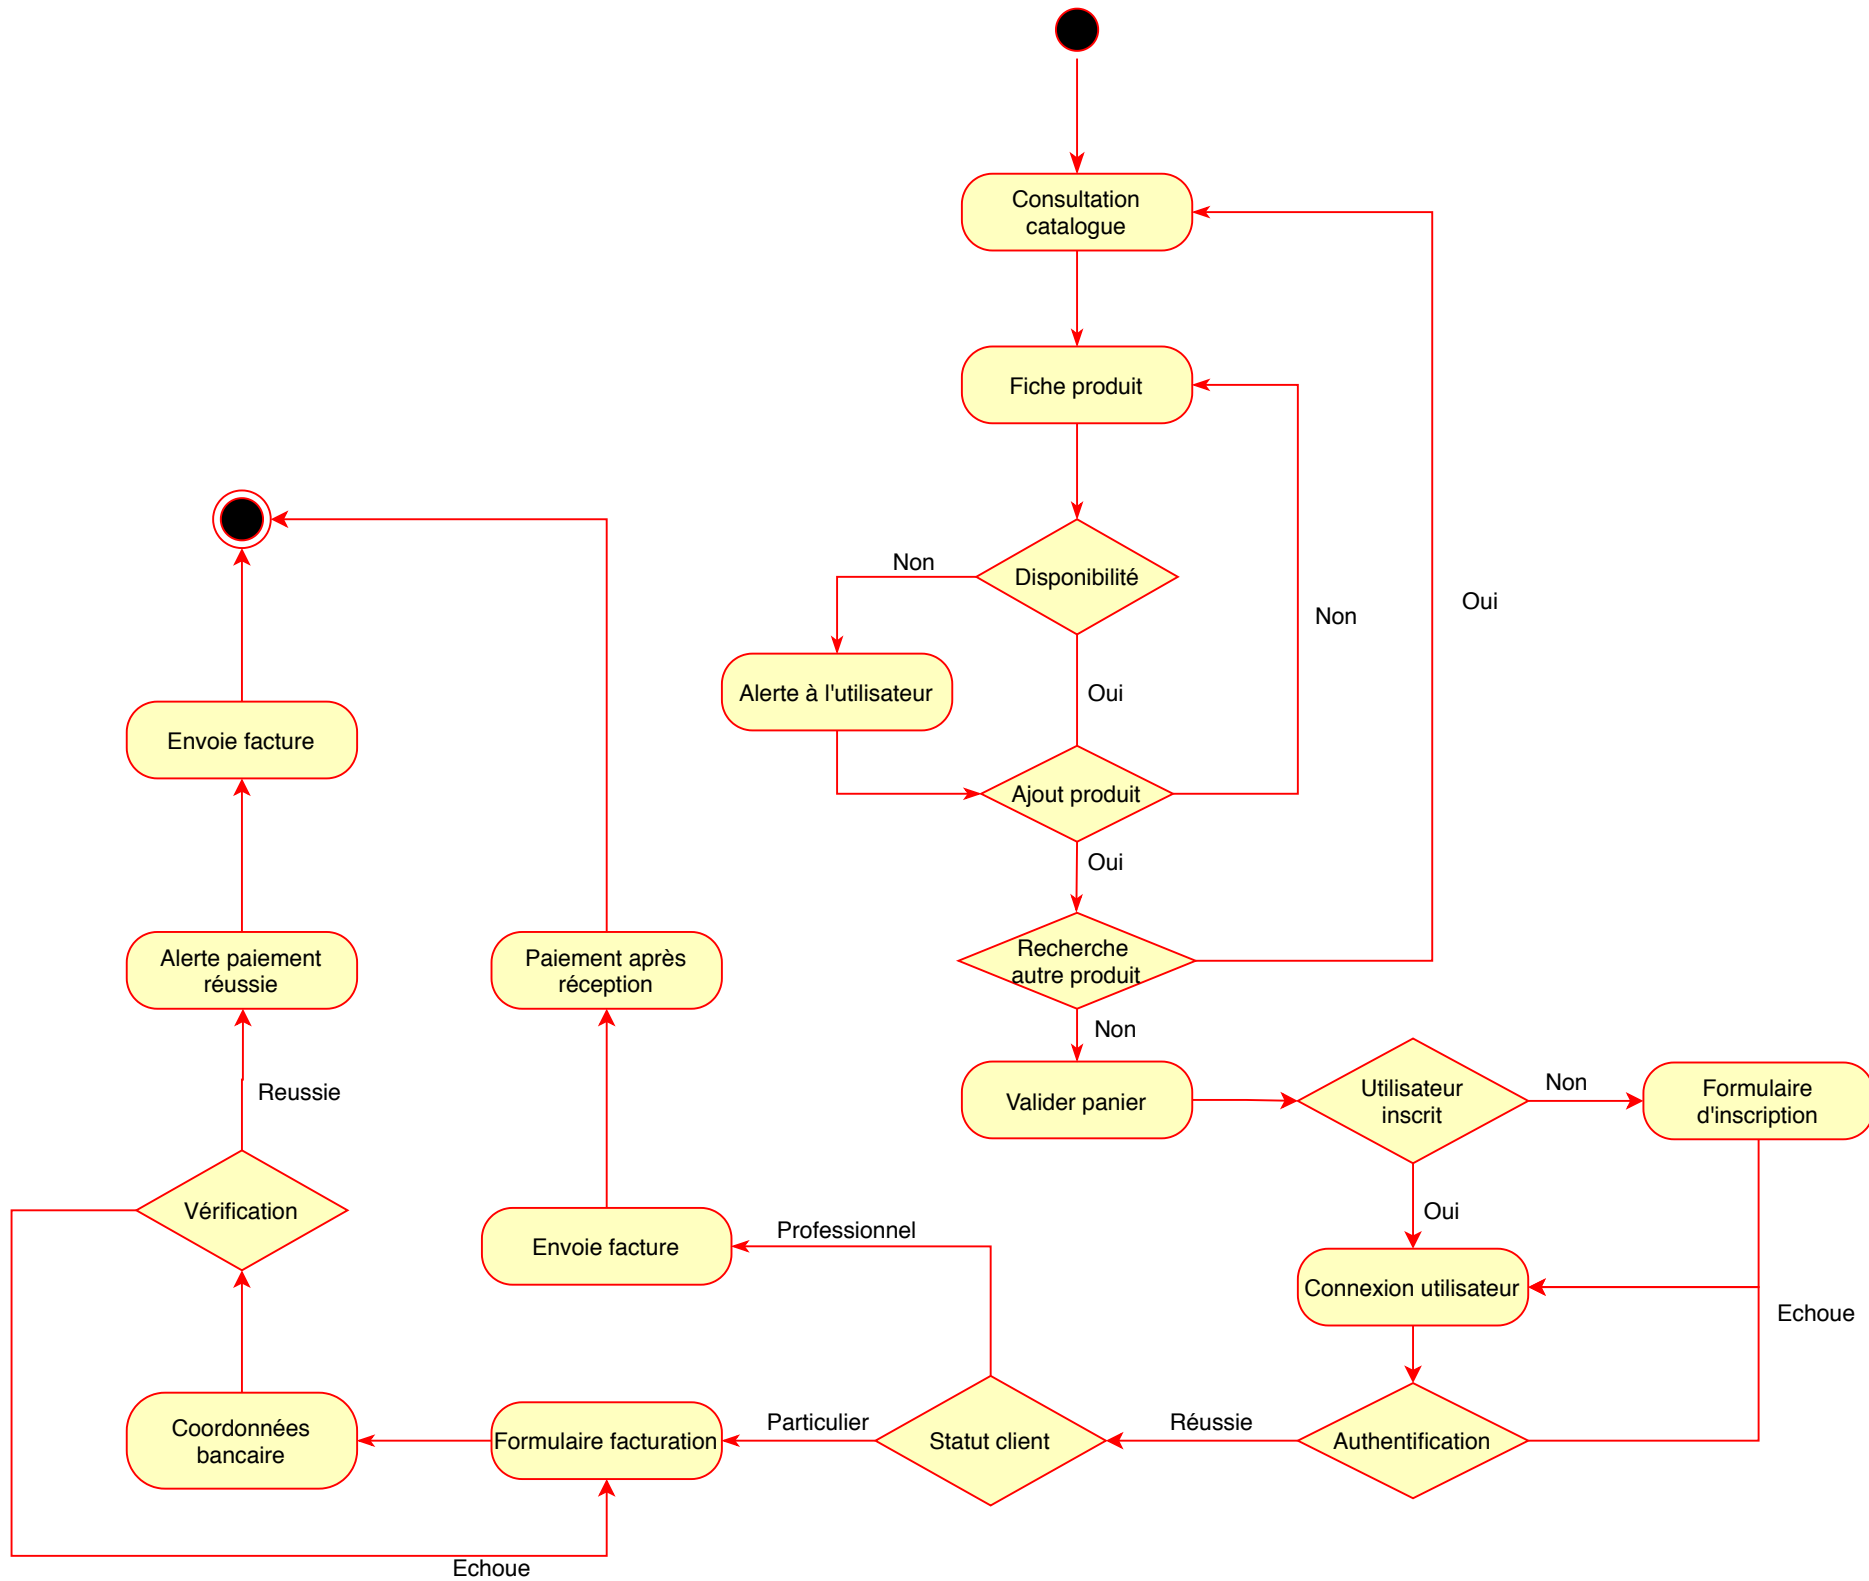 Consultation
catalogue
Fiche produit
Disponibilité
Non
Oui
Non
Oui
Alerte à l'utilisateur
Envoie facture
Ajout produit
Oui
Alerte paiement
réussie
Paiement après
réception
Recherche
autre produit
Non
Reussie
Valider panier
Utilisateur
inscrit
Non
Formulaire
d'inscription
Vérification
Oui
Professionnel
Envoie facture
Connexion utilisateur
Echoue
Coordonnées
bancaire
Formulaire facturation
Particulier
Statut client
Réussie
Authentification
Echoue